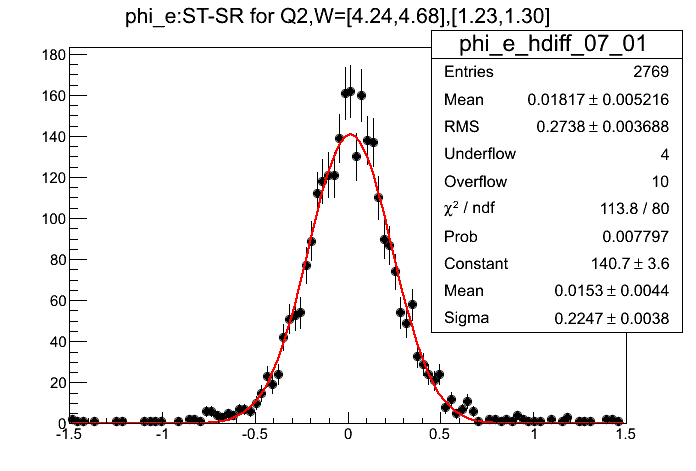 phi_e:ST-SR for Q2,W=[4.24,4.68],[1.23,1.30]
phi_e_hdiff_07_01
Entries 2769
Mean 0.01817 ± 0.005216
RMS 0.2738 ± 0.003688
Underflow 4
Overflow 10
χ² / ndf 113.8 / 80
Prob 0.007797
Constant 140.7 ± 3.6
Mean 0.0153 ± 0.0044
Sigma 0.2247 ± 0.0038
180
160
140
120
100
80
60
40
20
0
-1.5 -1 -0.5 0 0.5 1 1.5